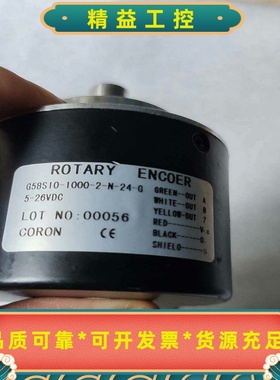 精益工控
ROTARY ENCOER
G58S10-1000-2-N-24-G
5-26VDC
LOT NO:00056
CORON CE
GREEN--OUT A
WHITE--OUT B
YELLOW-OUT Z
RED
BLACK
SHIELD
品质可靠*可开发票*货源充足